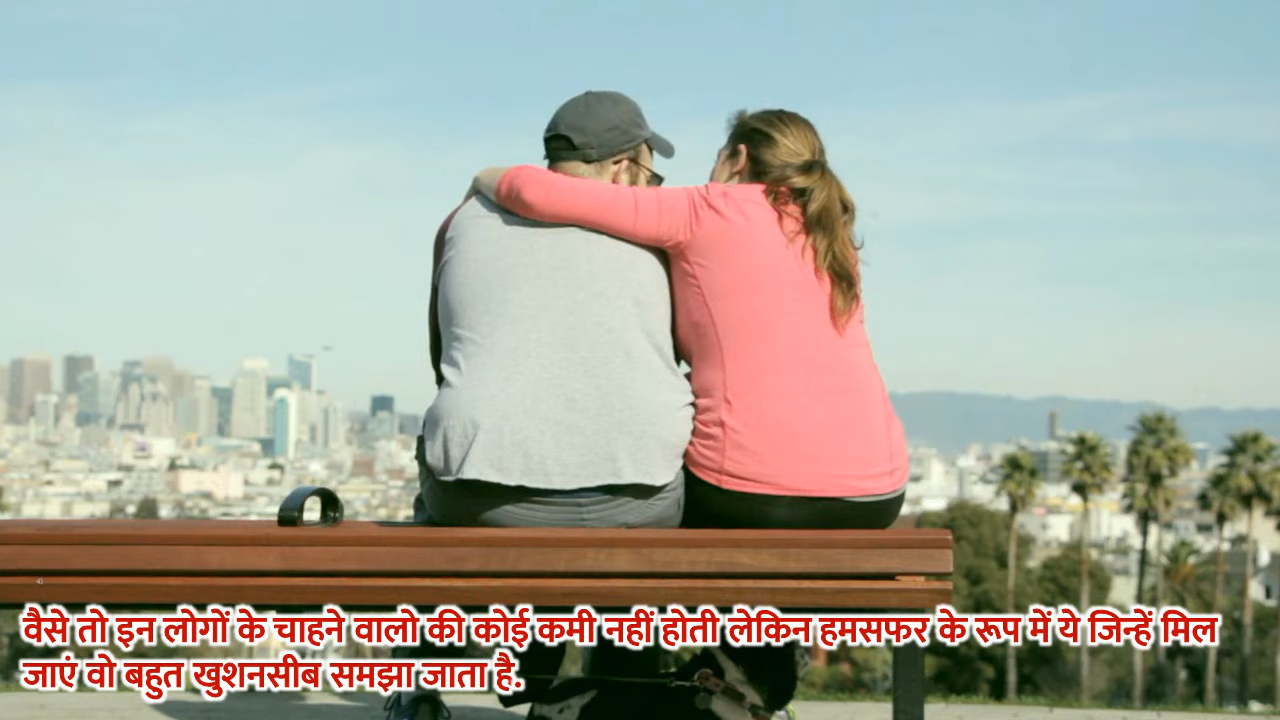 वैसे तो इन लोगों के चाहने वालो की कोई कमी नहीं होती लेकिन हमसफर के रूप में ये जिन्हें मिल
जाएं वो बहुत खुशनसीब समझा जाता है.